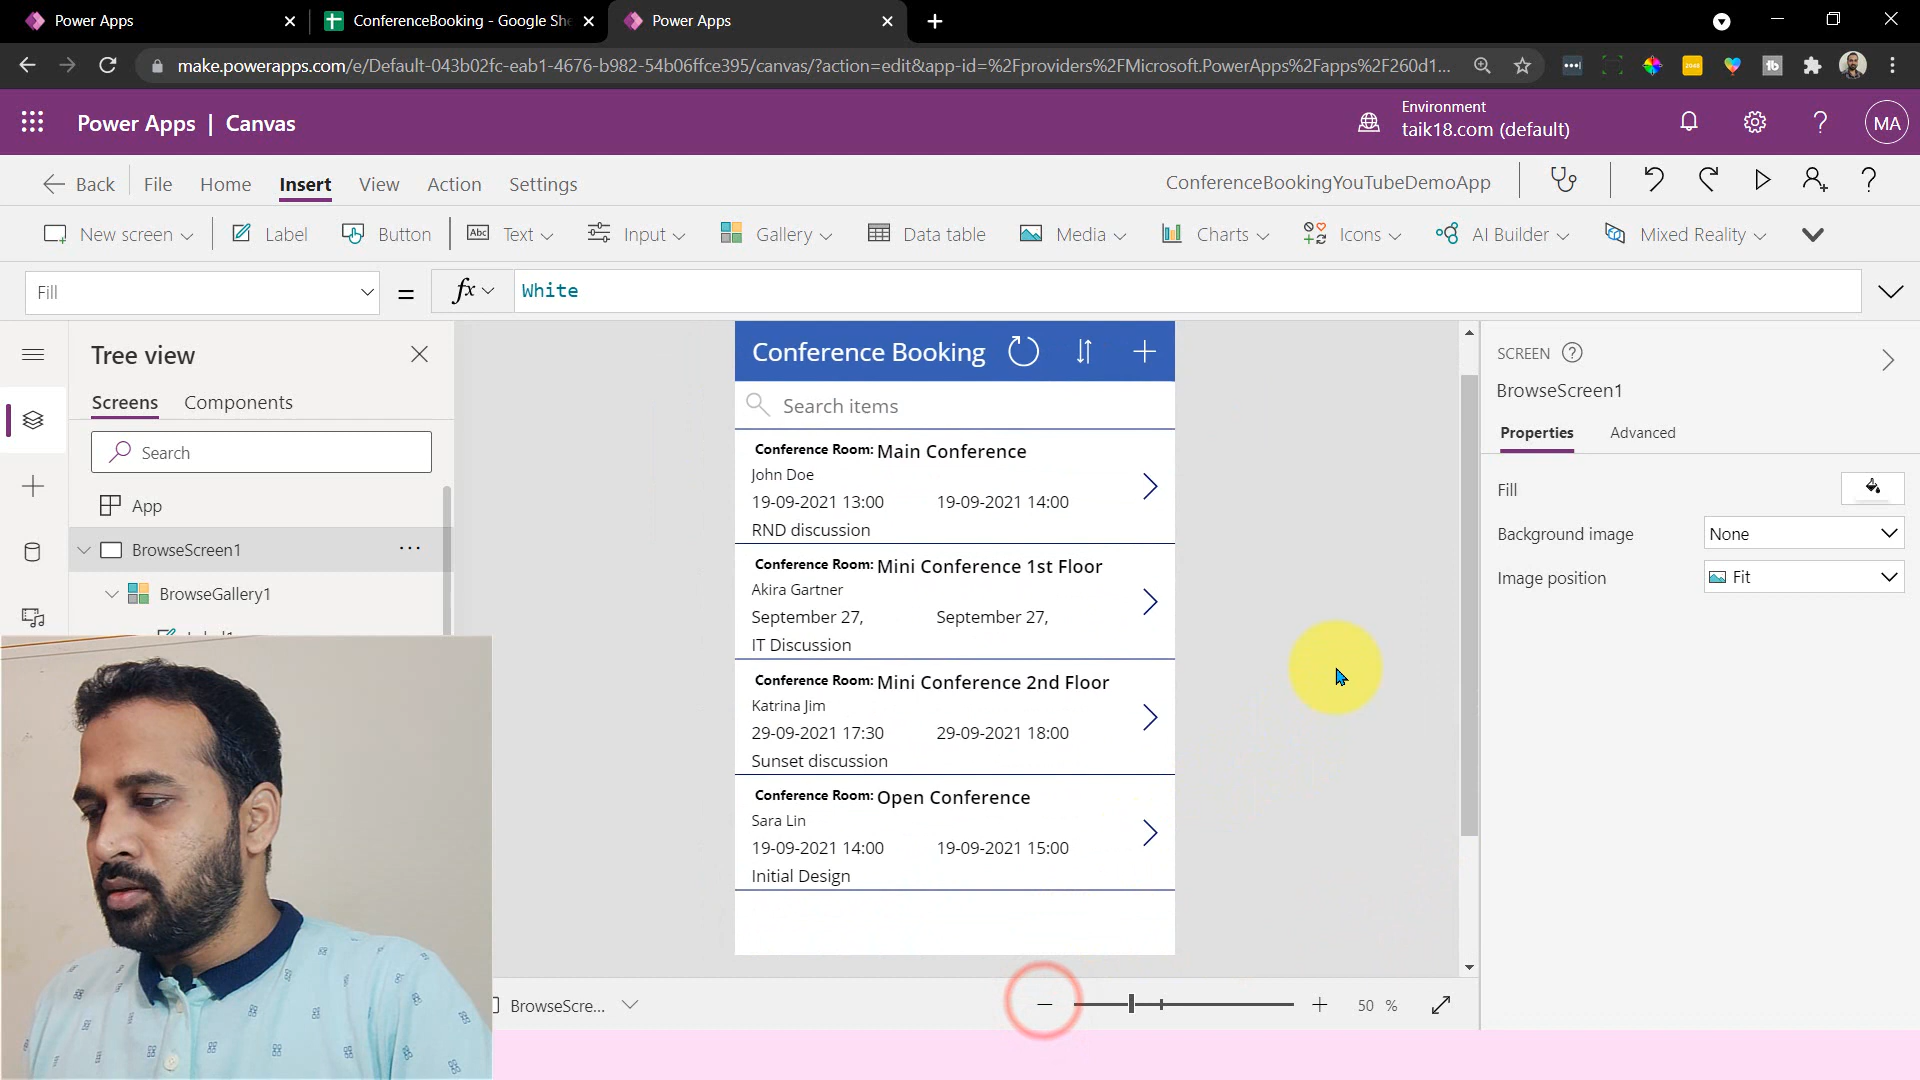 Power Apps
ConferenceBooking - Google She
Power Apps
make.powerapps.com/e/Default-043b02fc-eab1-4676-b982-54b06ffce395/canvas/?action=edit&app-id=%2Fproviders%2FMicrosoft.PowerApps%2Fapps%2F260d1...
Power Apps | Canvas
Environment
taik18.com (default)
MA
Back
File
Home
Insert
View
Action
Settings
ConferenceBookingYouTubeDemoApp
New screen
Label
Button
Abc Text
Input
Gallery
Data table
Media
Charts
Icons
AI Builder
Mixed Reality
Fill
=
fx
White
Tree view
Screens
Components
Search
App
BrowseScreen1
BrowseGallery1
Conference Booking
Search items
Conference Room: Main Conference
John Doe
19-09-2021 13:00 19-09-2021 14:00
RND discussion
Conference Room: Mini Conference 1st Floor
Akira Gartner
September 27, September 27,
IT Discussion
Conference Room: Mini Conference 2nd Floor
Katrina Jim
29-09-2021 17:30 29-09-2021 18:00
Sunset discussion
Conference Room: Open Conference
Sara Lin
19-09-2021 14:00 19-09-2021 15:00
Initial Design
SCREEN
BrowseScreen1
Properties
Advanced
Fill
Background image
None
Image position
Fit
BrowseScre...
50 %